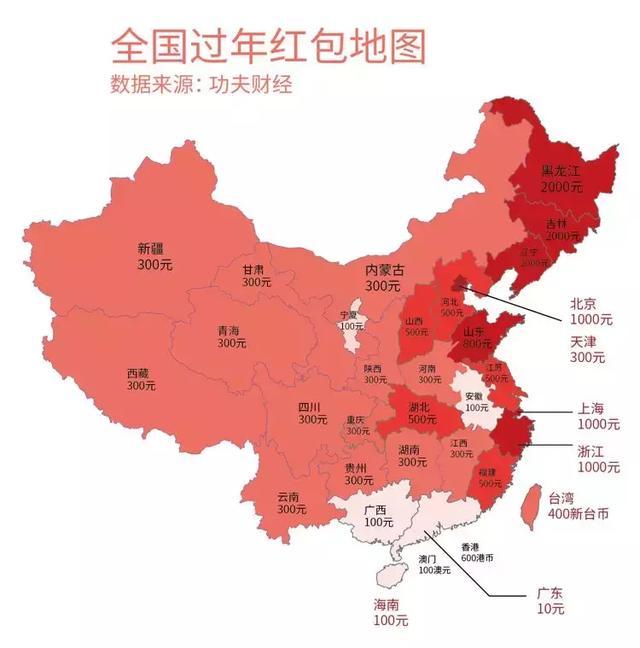 全国过年红包地图
数据来源：功夫财经
黑龙江
2000元
吉林
2000元
辽宁
2000元
新疆
300元
甘肃
300元
内蒙古
300元
北京
1000元
天津
300元
河北
500元
山西
500元
宁夏
100元
山东
800元
青海
300元
西藏
300元
陕西
300元
河南
300元
江苏
500元
安徽
100元
上海
1000元
浙江
1000元
四川
300元
重庆
300元
湖北
500元
湖南
300元
江西
300元
贵州
300元
福建
500元
云南
300元
广西
100元
台湾
400新台币
香港
600港币
澳门
100澳元
广东
10元
海南
100元